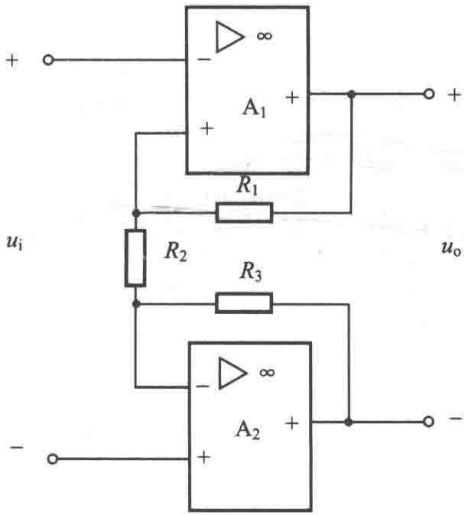 ▷ ∞
+
−
+
+
+
A₁
R₁
uᵢ
R₂
uₒ
R₃
▷ ∞
−
A₂
+
−
−
+